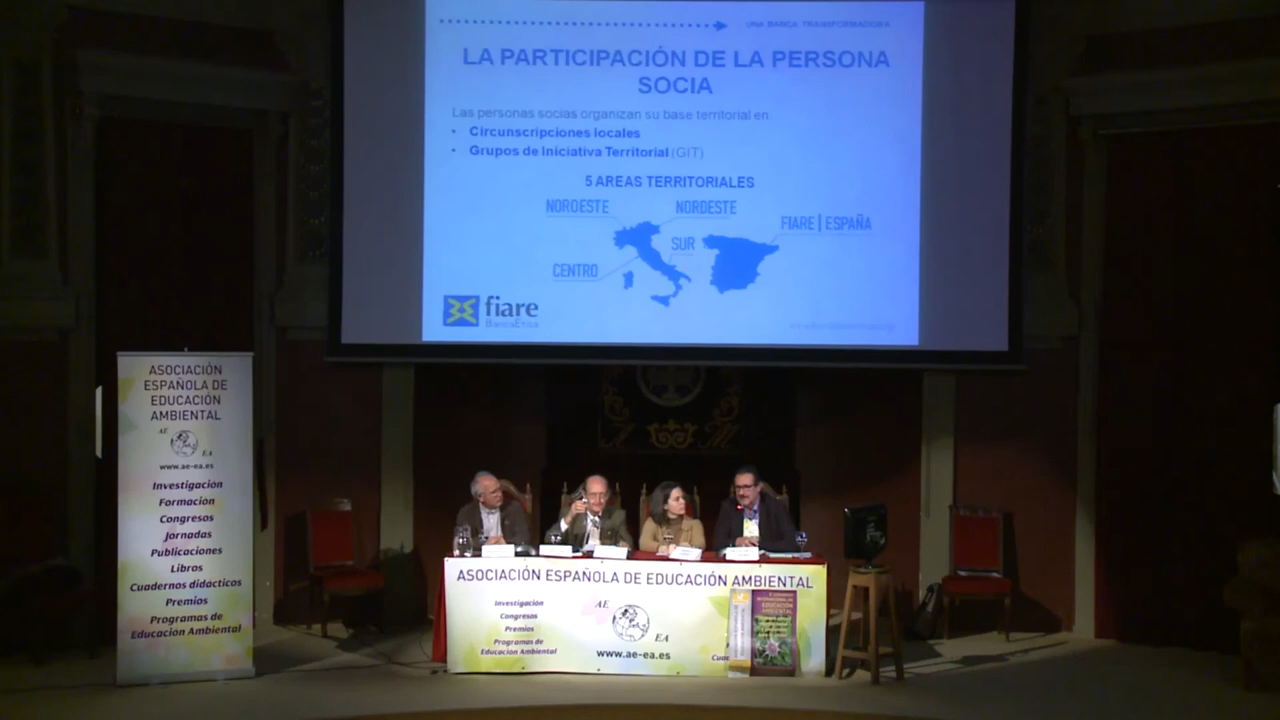 UNA BANCA TRANSFORMADORA
LA PARTICIPACIÓN DE LA PERSONA
SOCIA
Las personas socias organizan su base territorial en:
• Circunscripciones locales
• Grupos de Iniciativa Territorial (GIT)
5 AREAS TERRITORIALES
NOROESTE
NORDESTE
FIARE | ESPAÑA
SUR
CENTRO
fiare
BancaEtica
ASOCIACIÓN
ESPAÑOLA DE
EDUCACIÓN
AMBIENTAL
AE
EA
www.ae-ea.es
Investigacion
Formacion
Congresos
Jornadas
Publicaciones
Libros
Cuadernos didacticos
Premios
Programas de
Educacion Ambiental
ASOCIACIÓN ESPAÑOLA DE EDUCACIÓN AMBIENTAL
Investigación
Congresos
Premios
Programas de
Educacion Ambiental
AE
EA
www.ae-ea.es
EDUCACIÓN
AMBIENTAL